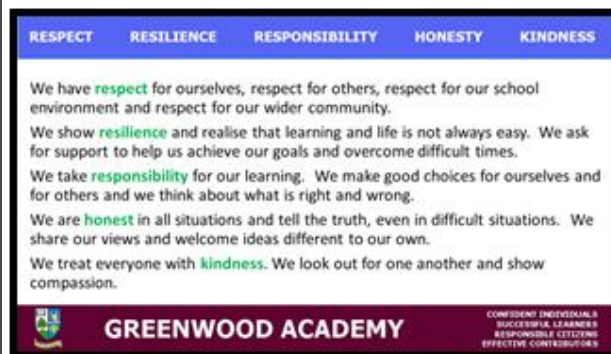 RESPECT RESILIENCE RESPONSIBILITY HONESTY KINDNESS
We have respect for ourselves, respect for others, respect for our school
environment and respect for our wider community.
We show resilience and realise that learning and life is not always easy. We ask
for support to help us achieve our goals and overcome difficult times.
We take responsibility for our learning. We make good choices for ourselves and
for others and we think about what is right and wrong.
We are honest in all situations and tell the truth, even in difficult situations. We
share our views and welcome ideas different to our own.
We treat everyone with kindness. We look out for one another and show
compassion.
GREENWOOD ACADEMY
CONFIDENT INDIVIDUALS
SUCCESSFUL LEARNERS
RESPONSIBLE CITIZENS
EFFECTIVE CONTRIBUTORS